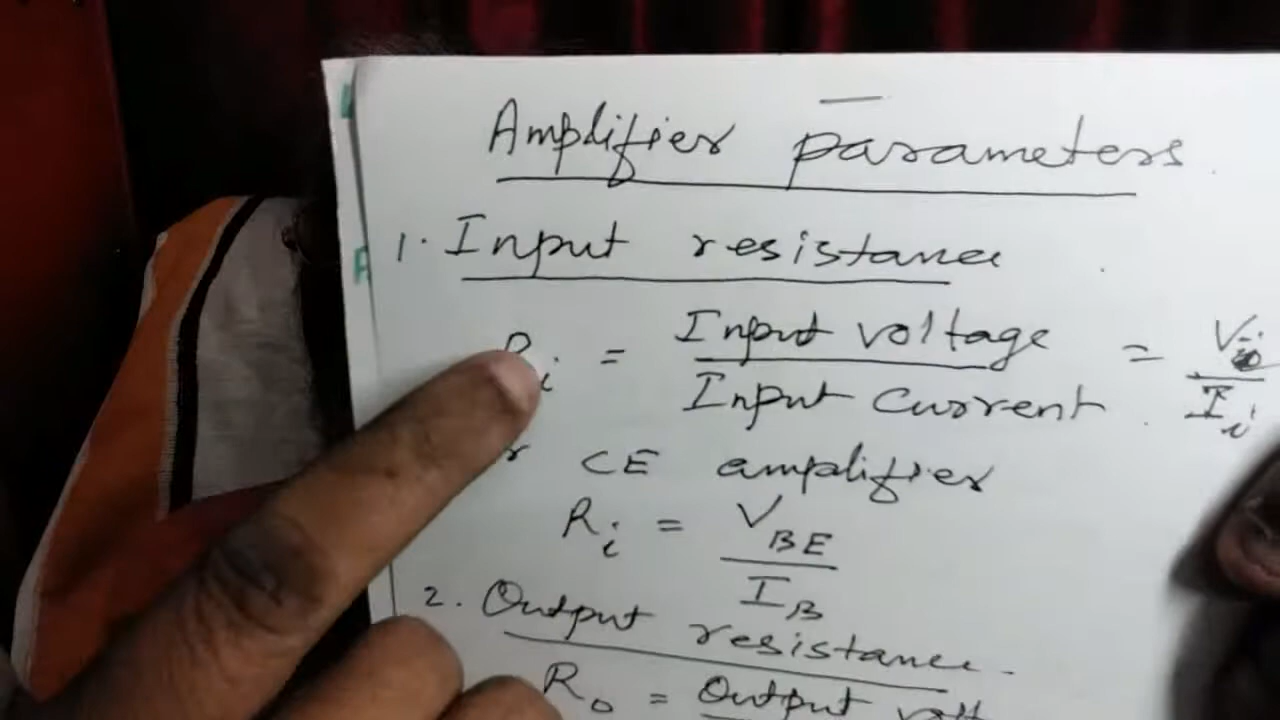 Amplifier parameters
1. Input resistance
Ri = Input voltage / Input current = Vi / Ii
CE amplifier
Ri = VBE / IB
2. Output resistance
Ro = Output